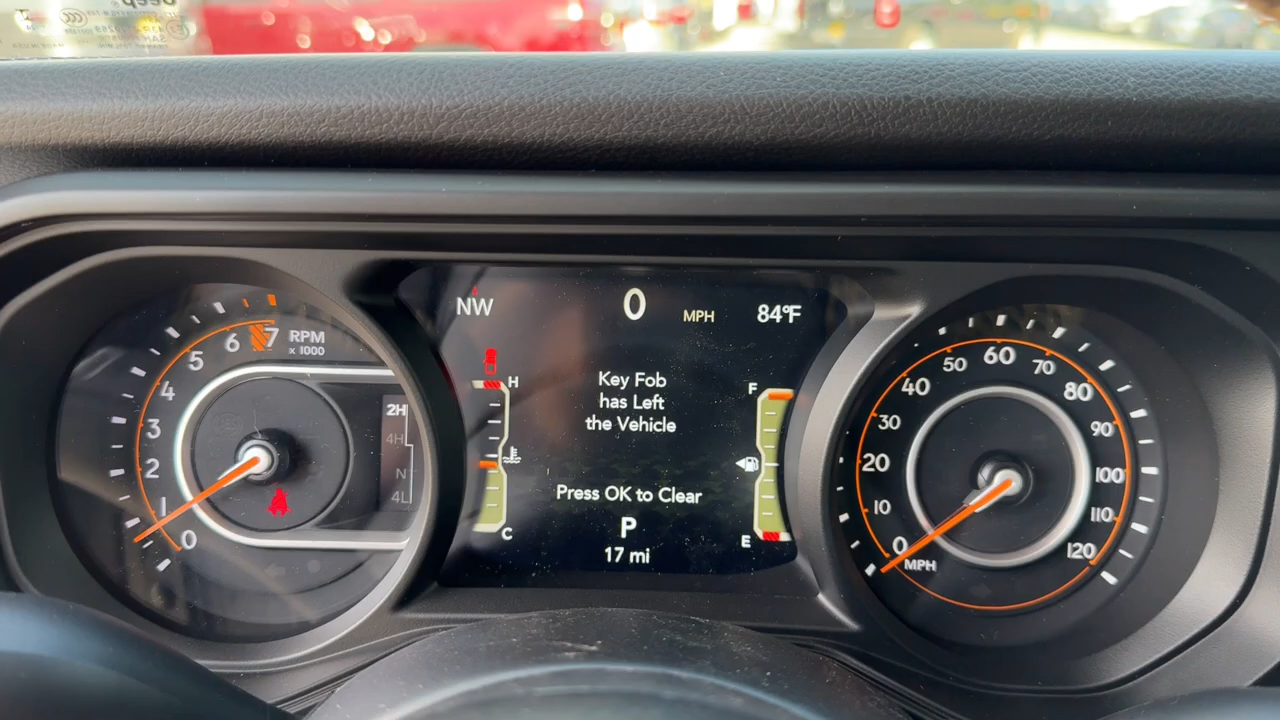 NW
0
MPH
84°F
7
RPM
x 1000
6
5
4
3
2
1
0
2H
4H
N
4L
H
C
Key Fob
has Left
the Vehicle
Press OK to Clear
P
17 mi
F
E
0
10
20
30
40
50
60
70
80
90
100
110
120
MPH